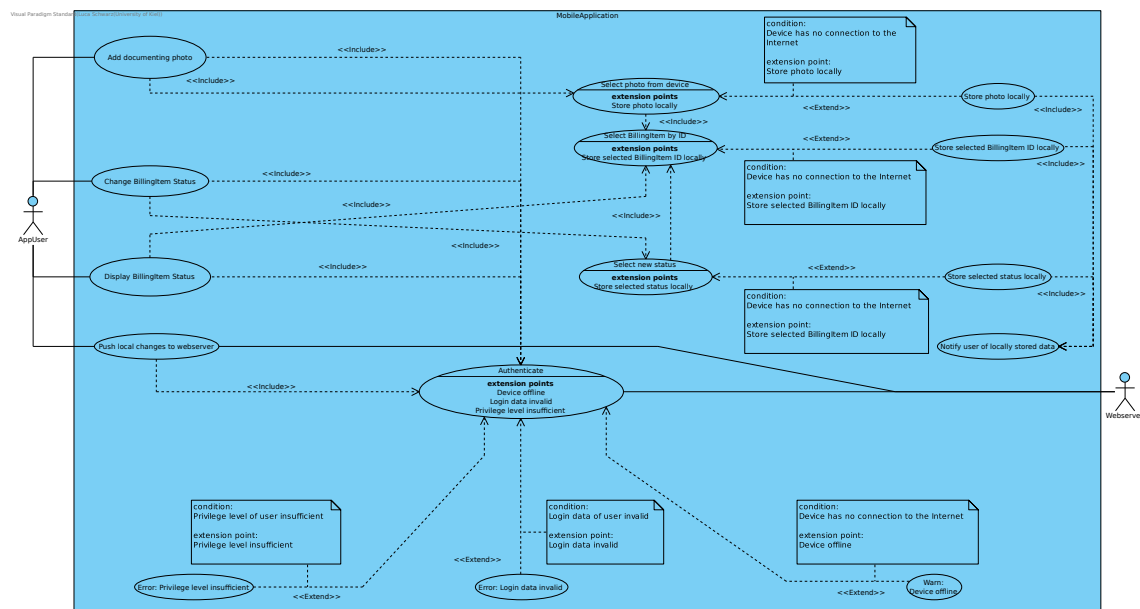 Visual Paradigm Standard
MobileApplication
Add documenting photo
<<Include>>
<<Include>>
condition:
Device has no connection to the
Internet
extension point:
Store photo locally
Select photo from device
extension points
Store photo locally
<<Extend>>
Store photo locally
<<Include>>
<<Include>>
Select BillingItem by ID
extension points
Store selected BillingItem ID locally
<<Extend>>
Store selected BillingItem ID locally
<<Include>>
condition:
Device has no connection to the Internet
extension point:
Store selected BillingItem ID locally
Change BillingItem Status
<<Include>>
<<Include>>
<<Include>>
<<Include>>
AppUser
Display BillingItem Status
<<Include>>
Select new status
extension points
Store selected status locally
<<Extend>>
Store selected status locally
<<Include>>
condition:
Device has no connection to the Internet
extension point:
Store selected BillingItem ID locally
Push local changes to webserver
Notify user of locally stored data
<<Include>>
Authenticate
extension points
Device offline
Login data invalid
Privilege level insufficient
Webserve
condition:
Privilege level of user insufficient
extension point:
Privilege level insufficient
condition:
Login data of user invalid
extension point:
Login data invalid
condition:
Device has no connection to the Internet
extension point:
Device offline
<<Extend>>
Error: Privilege level insufficient
<<Extend>>
Error: Login data invalid
<<Extend>>
Warn:
Device offline